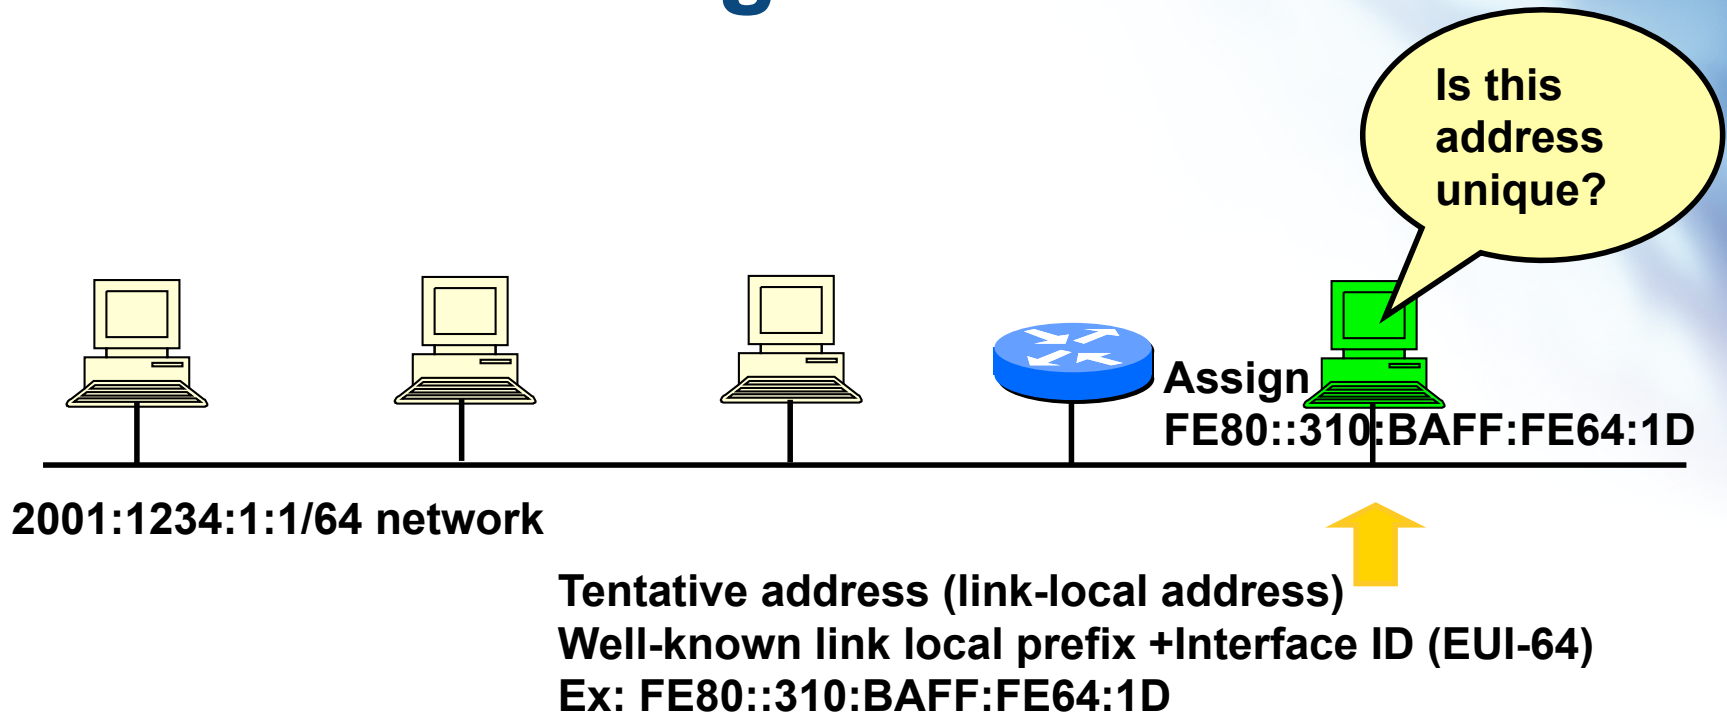 Is this
address
unique?
Assign
FE80::310:BAFF:FE64:1D
2001:1234:1:1/64 network
Tentative address (link-local address)
Well-known link local prefix +Interface ID (EUI-64)
Ex: FE80::310:BAFF:FE64:1D